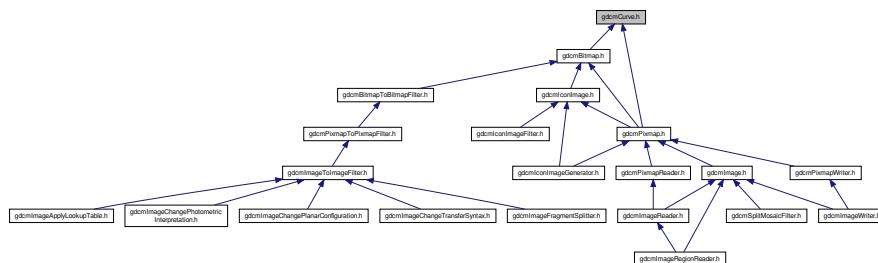 gdcmCurve.h
gdcmBitmap.h
gdcmBitmapToBitmapFilter.h
gdcmIconImage.h
gdcmPixmapToPixmapFilter.h
gdcmIconImageFilter.h
gdcmPixmap.h
gdcmImageToImageFilter.h
gdcmIconImageGenerator.h
gdcmPixmapReader.h
gdcmImage.h
gdcmPixmapWriter.h
gdcmImageApplyLookupTable.h
gdcmImageChangePhotometric
Interpretation.h
gdcmImageChangePlanarConfiguration.h
gdcmImageChangeTransferSyntax.h
gdcmImageFragmentSplitter.h
gdcmImageReader.h
gdcmSplitMosaicFilter.h
gdcmImageWriter.h
gdcmImageRegionReader.h